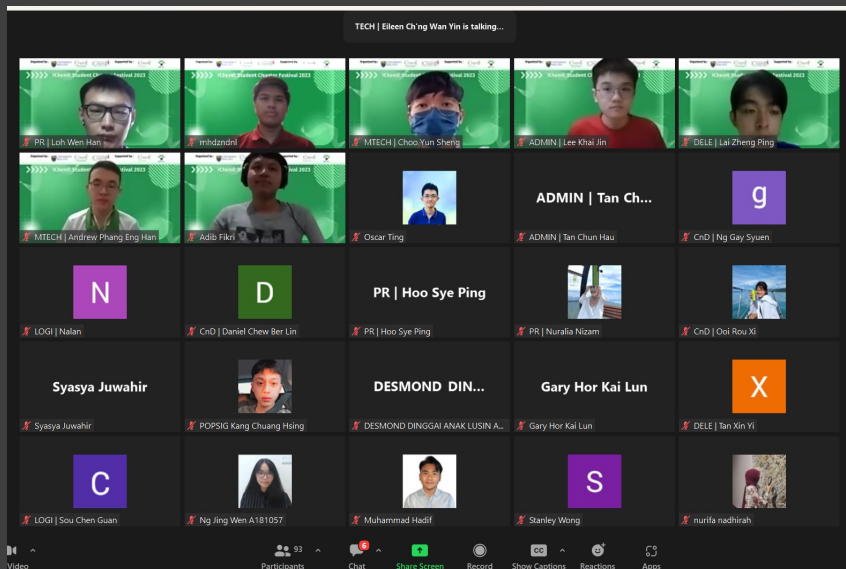 TECH | Eileen Ch'ng Wan Yin is talking...
IChemE Student Chapter Festival 2023
PR | Loh Wen Han
mhdzndnl
MTECH | Choo Yun Sheng
ADMIN | Lee Khai Jin
DELE | Lai Zheng Ping
MTECH | Andrew Phang Eng Han
Adib Fikri
Oscar Ting
ADMIN | Tan Ch...
ADMIN | Tan Chun Hau
g
CnD | Ng Gay Syuen
N
LOGI | Nalan
D
CnD | Daniel Chew Ber Lin
PR | Hoo Sye Ping
PR | Hoo Sye Ping
PR | Nuralia Nizam
CnD | Ooi Rou Xi
Syasya Juwahir
Syasya Juwahir
POPSIG Kang Chuang Hsing
DESMOND DIN...
DESMOND DINGGAI ANAK LUSIN A...
Gary Hor Kai Lun
Gary Hor Kai Lun
X
DELE | Tan Xin Yi
C
LOGI | Sou Chen Guan
Ng Jing Wen A181057
Muhammad Hadif
S
Stanley Wong
nurifa nadhirah
Video
93
Participants
6
Chat
Share Screen
Record
CC
Show Captions
Reactions
Apps